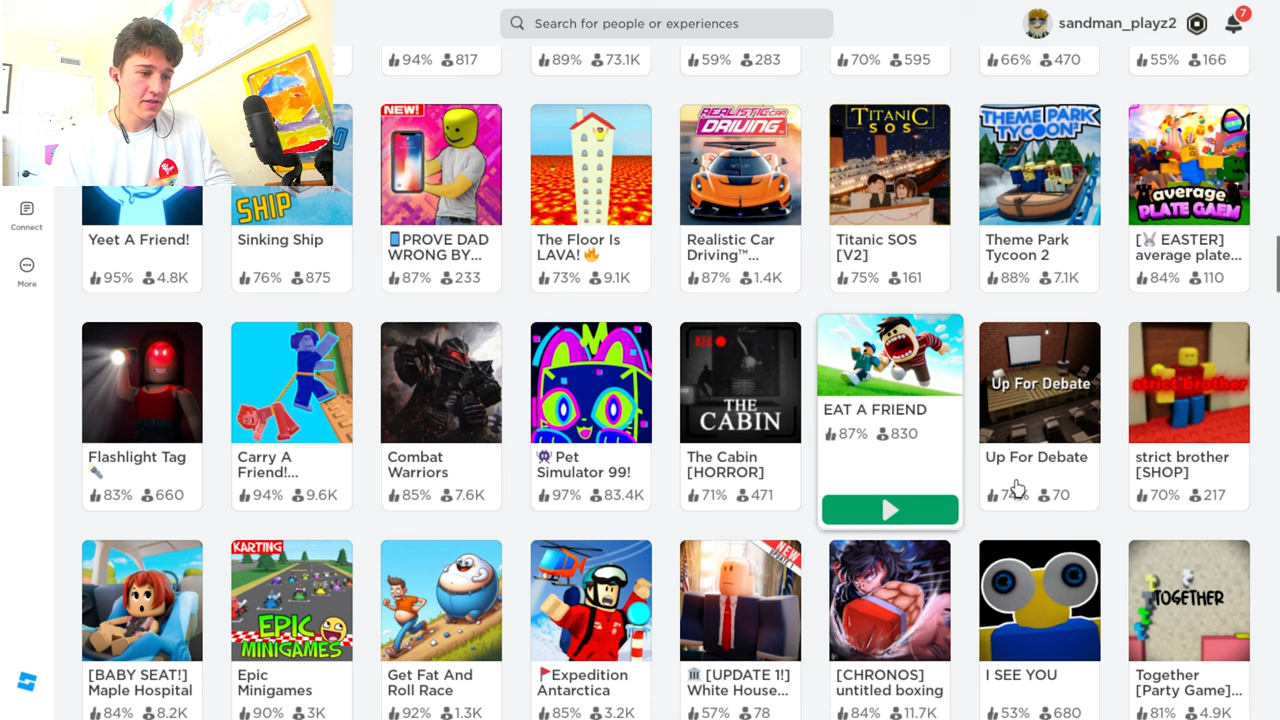 Search for people or experiences
sandman_playz2
7
94% 817
89% 73.1K
59% 283
70% 595
66% 470
55% 166
SHIP
NEW!
REALISTIC CAR
DRIVING
TITANIC
SOS
THEME PARK
TYCOON 2
average
PLATE GAEM
Connect
More
Yeet A Friend!
95% 4.8K
Sinking Ship
76% 875
PROVE DAD
WRONG BY...
87% 233
The Floor Is
LAVA!
73% 9.1K
Realistic Car
Driving™...
87% 1.4K
Titanic SOS
[V2]
75% 161
Theme Park
Tycoon 2
88% 7.1K
[🐰 EASTER]
average plate...
84% 110
REC
THE
CABIN
Up For Debate
strict brother
Flashlight Tag
83% 660
Carry A
Friend!...
94% 9.6K
Combat
Warriors
85% 7.6K
Pet
Simulator 99!
97% 83.4K
The Cabin
[HORROR]
71% 471
EAT A FRIEND
87% 830
Up For Debate
70
strict brother
[SHOP]
70% 217
KARTING
EPIC
MINIGAMES
NEW
UPDATE 1!
TOGETHER
[BABY SEAT!]
Maple Hospital
84% 8.2K
Epic
Minigames
90% 3K
Get Fat And
Roll Race
92% 1.3K
Expedition
Antarctica
85% 3.2K
[UPDATE 1!]
White House...
57% 78
[CHRONOS]
untitled boxing
84% 11.7K
I SEE YOU
53% 680
Together
[Party Game]...
81% 4.9K